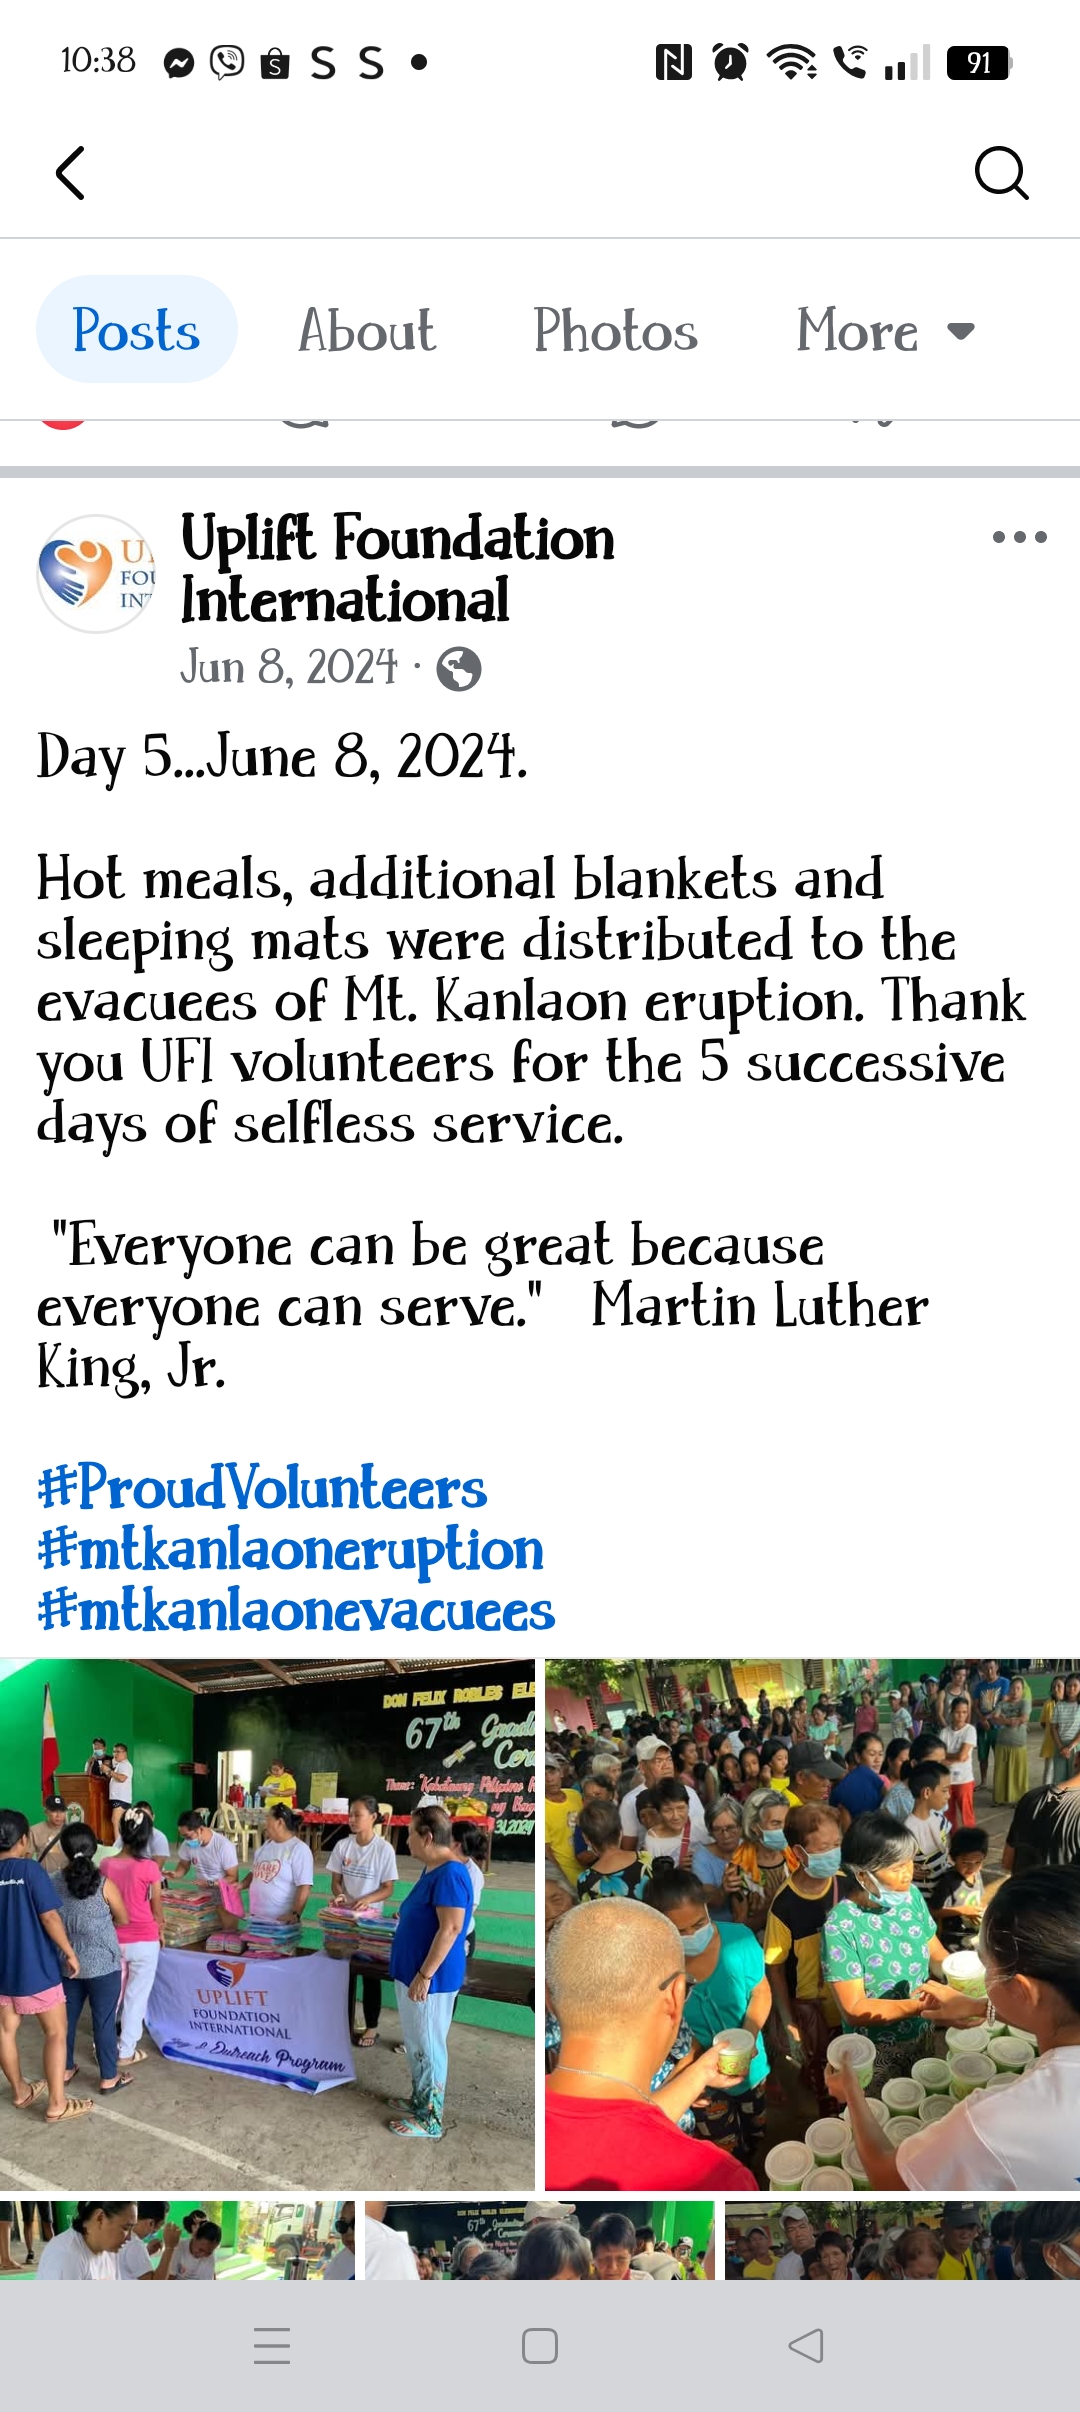 10:38
91
Posts About Photos More
Uplift Foundation
International
Jun 8, 2024 ·
Day 5...June 8, 2024.
Hot meals, additional blankets and
sleeping mats were distributed to the
evacuees of Mt. Kanlaon eruption. Thank
you UFI volunteers for the 5 successive
days of selfless service.
"Everyone can be great because
everyone can serve." Martin Luther
King, Jr.
#ProudVolunteers
#mtkanlaoneruption
#mtkanlaonevacuees
DON FELIX ROBLES ELE
67th
UPLIFT
FOUNDATION
INTERNATIONAL
Outreach Program